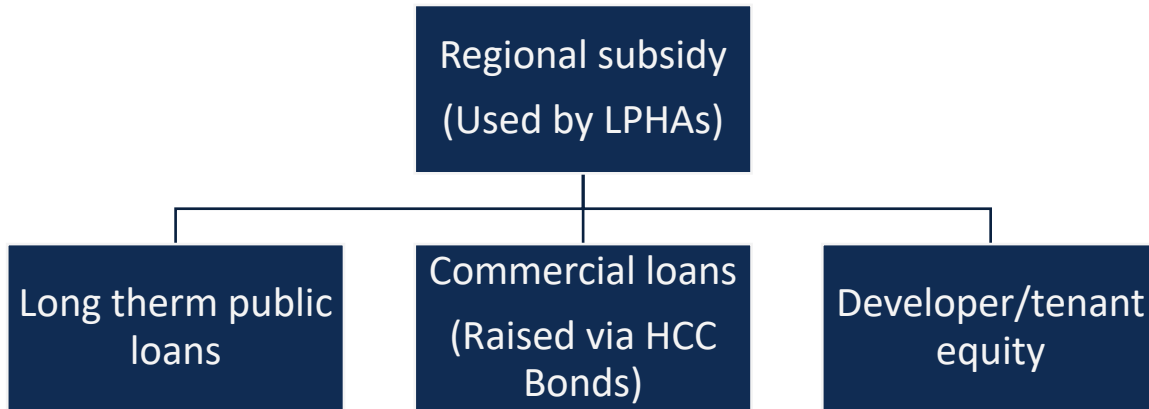 Regional subsidy
(Used by LPHAs)
Long therm public
loans
Commercial loans
(Raised via HCC
Bonds)
Developer/tenant
equity